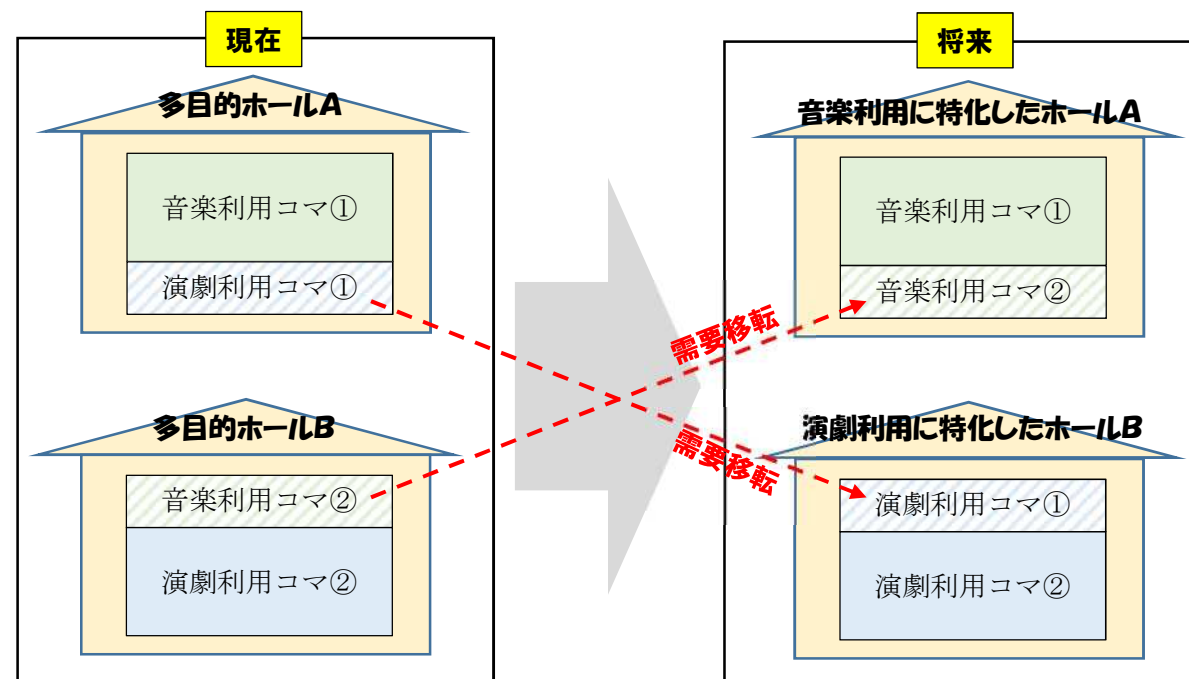 現在
多目的ホールA
音楽利用コマ①
演劇利用コマ①
多目的ホールB
音楽利用コマ②
演劇利用コマ②
需要移転
需要移転
将来
音楽利用に特化したホールA
音楽利用コマ①
音楽利用コマ②
演劇利用に特化したホールB
演劇利用コマ①
演劇利用コマ②